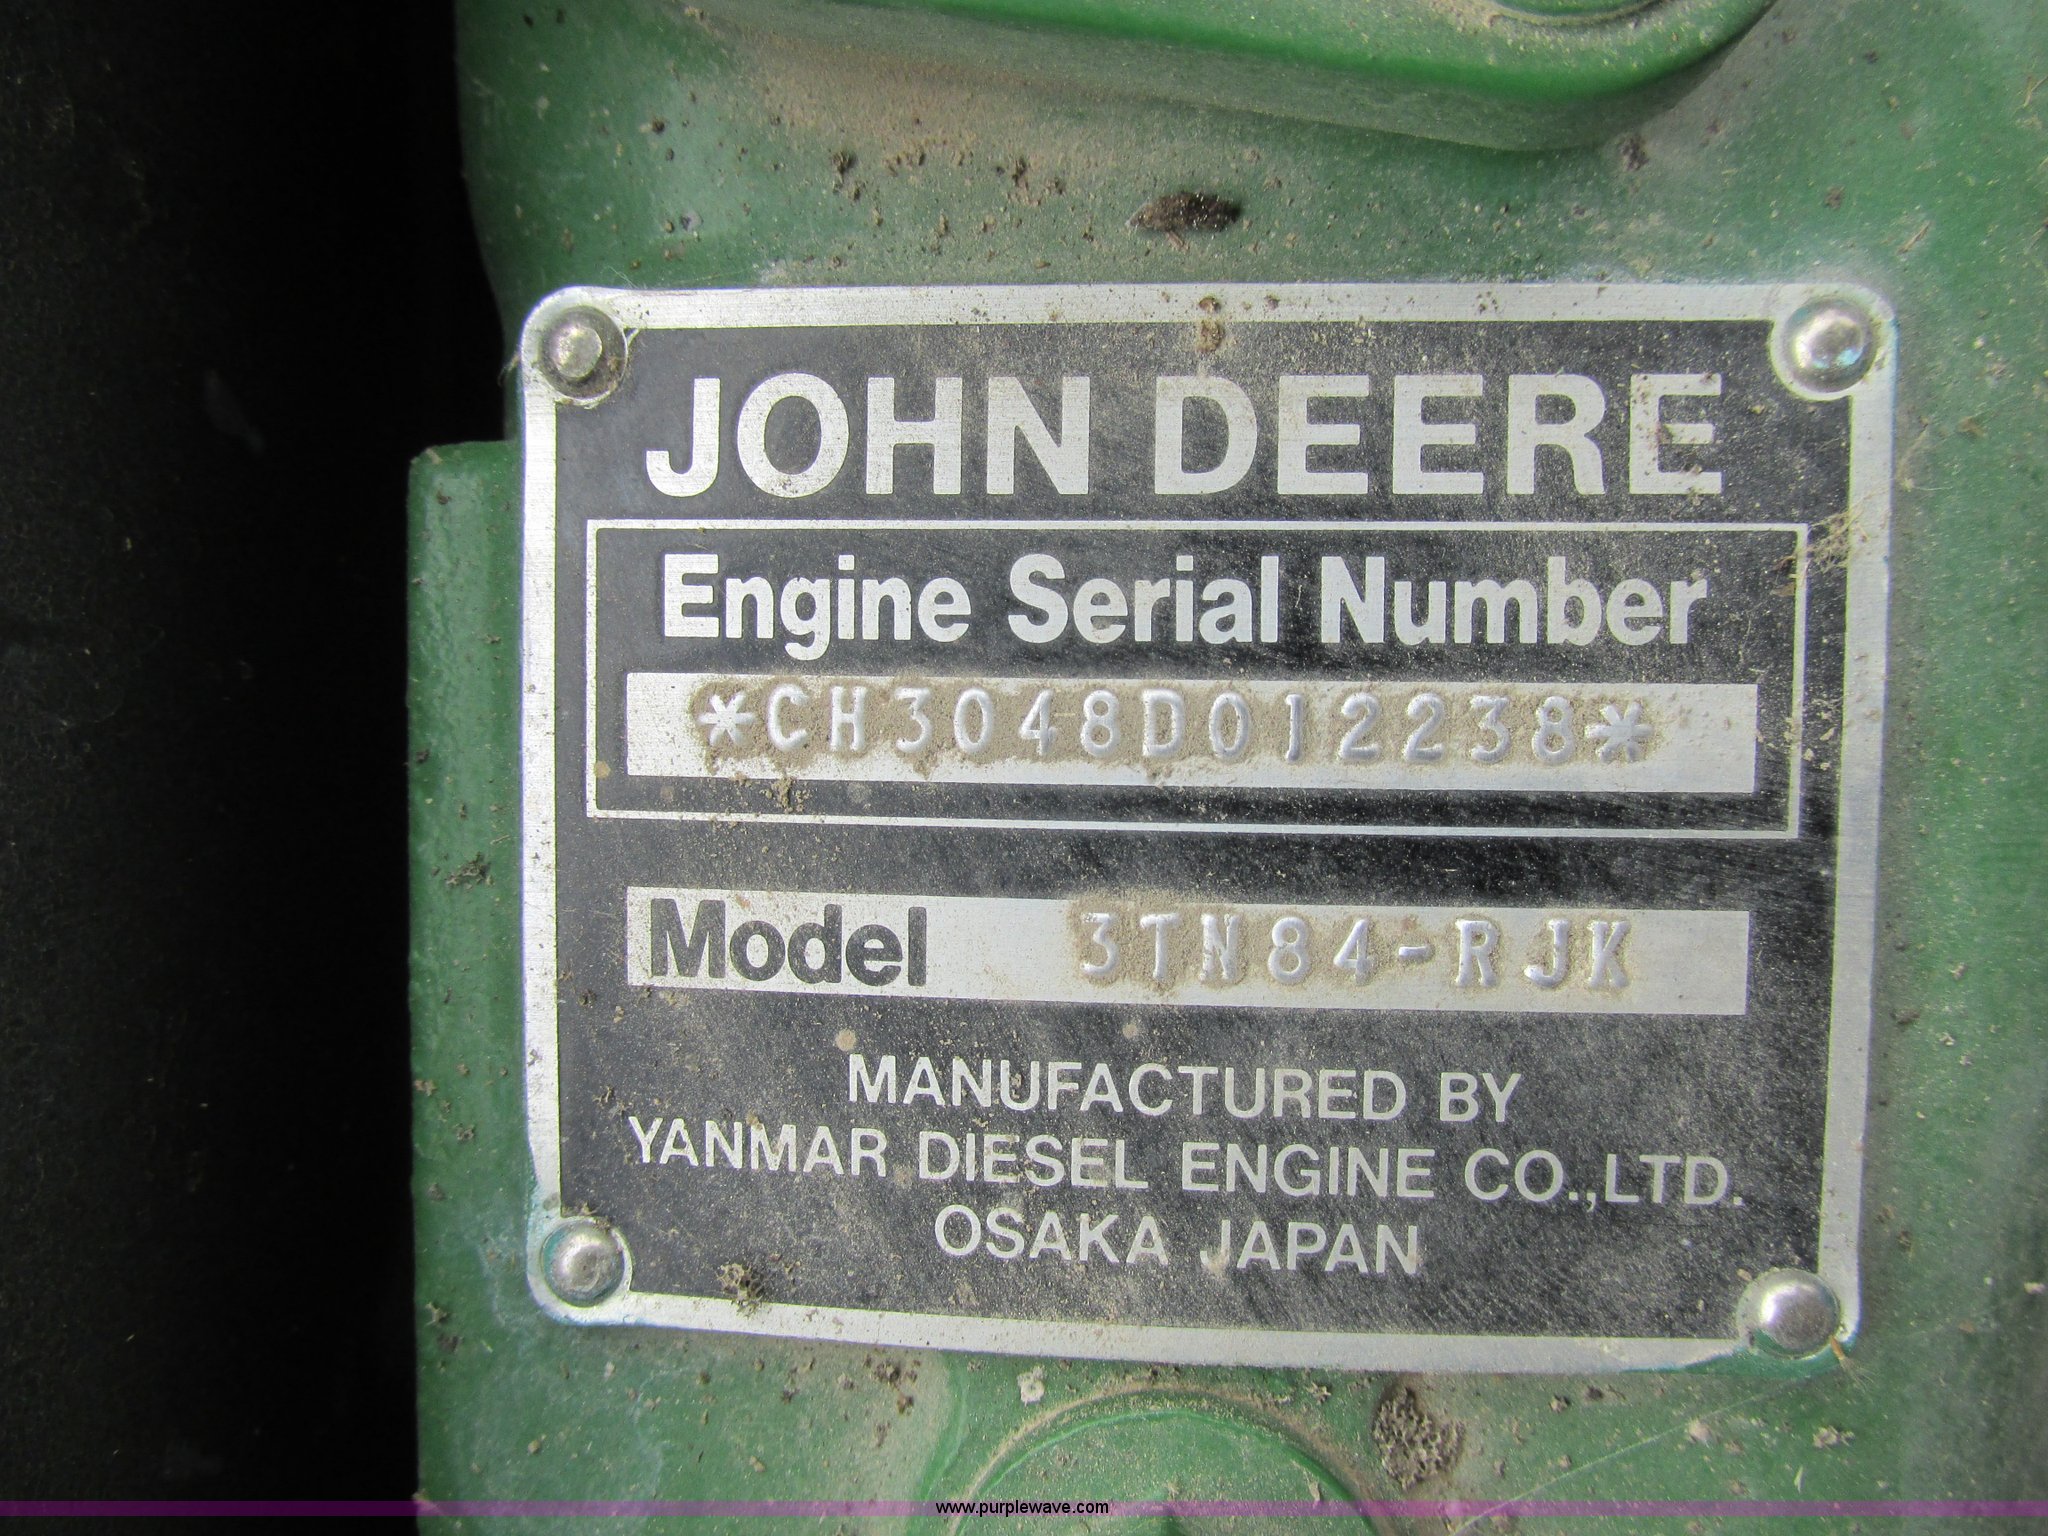 JOHN DEERE
Engine Serial Number
*CH3048D012238*
Model 3TN84-RJK
MANUFACTURED BY
YANMAR DIESEL ENGINE CO.,LTD.
OSAKA JAPAN
www.purplewave.com